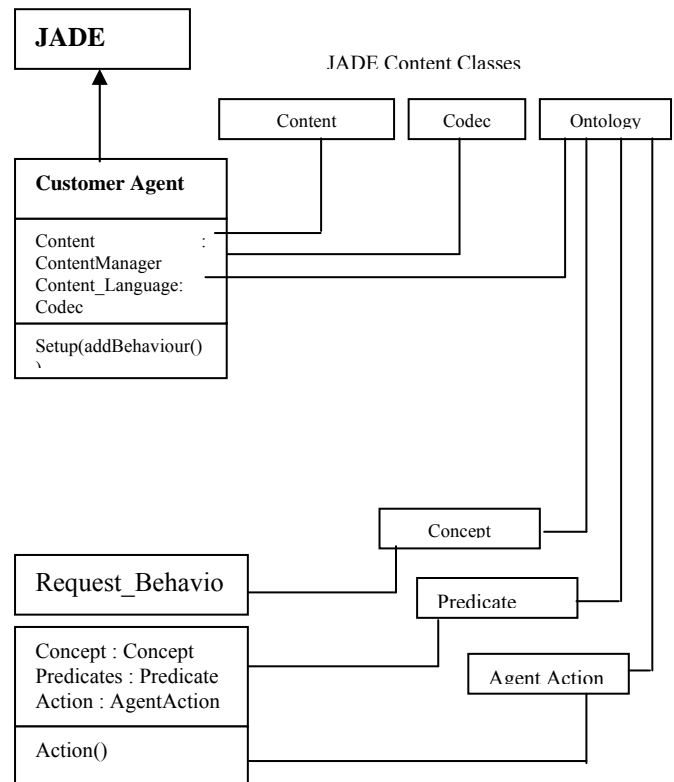 JADE
JADE Content Classes
Content
Codec
Ontology
Customer Agent
Content :
ContentManager
Content_Language:
Codec
Setup(addBehaviour()
)
Concept
Request_Behavio
Predicate
Concept : Concept
Predicates : Predicate
Action : AgentAction
Agent Action
Action()